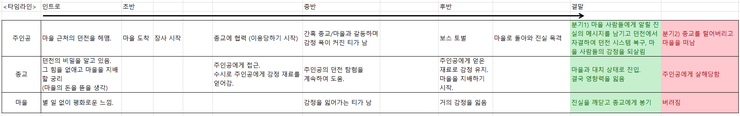 <타임라인>
인트로
초반
중반
후반
결말
주인공
마을 근처의 던전을 헤맴.
마을 도착
장사 시작
종교에 협력 (이용당하기 시작)
간혹 종교/마을과 갈등하며
감정 폭이 커진 티가 남
보스 토벌
마을로 돌아와 진실 목격
분기1) 마을 사람들에게 알릴 진
실의 메시지를 남기고 던전에서
자결하여 던전 시스템 복구, 마
을 사람들의 감정을 되살림
분기2) 종교를 털어버리고
마을을 떠남
종교
던전의 비밀을 알고 있음.
그 힘을 없애고 마을을 지배
할 궁리
(마을의 돈을 뜯을 생각)
주인공에게 접근.
수시로 주인공에게 감정 재료를
얻어감.
주인공의 던전 탐험을
계속하여 도움.
주인공에게 얻은
재료로 감정 유지,
마을을 지배하기
시작.
마을과 대치 상태로 진입.
결국 영향력을 잃음
주인공에게 살해당함
마을
별 일 없이 평화로운 느낌.
감정을 잃어가는 티가 남
거의 감정을 잃음
진실을 깨닫고 종교에 봉기
버려짐